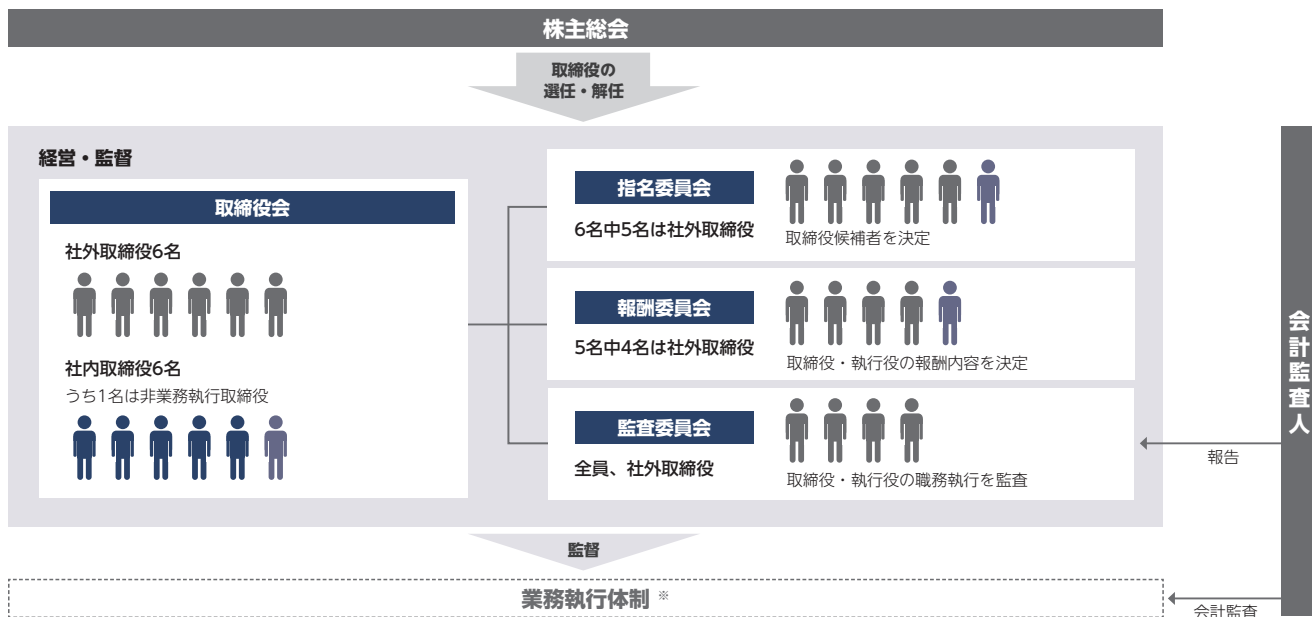 株主総会
取締役の
選任・解任
経営・監督
取締役会
社外取締役6名
社内取締役6名
うち1名は非業務執行取締役
指名委員会
6名中5名は社外取締役
取締役候補者を決定
報酬委員会
5名中4名は社外取締役
取締役・執行役の報酬内容を決定
監査委員会
全員、社外取締役
取締役・執行役の職務執行を監査
会計監査人
報告
監督
業務執行体制 ※
会計監査